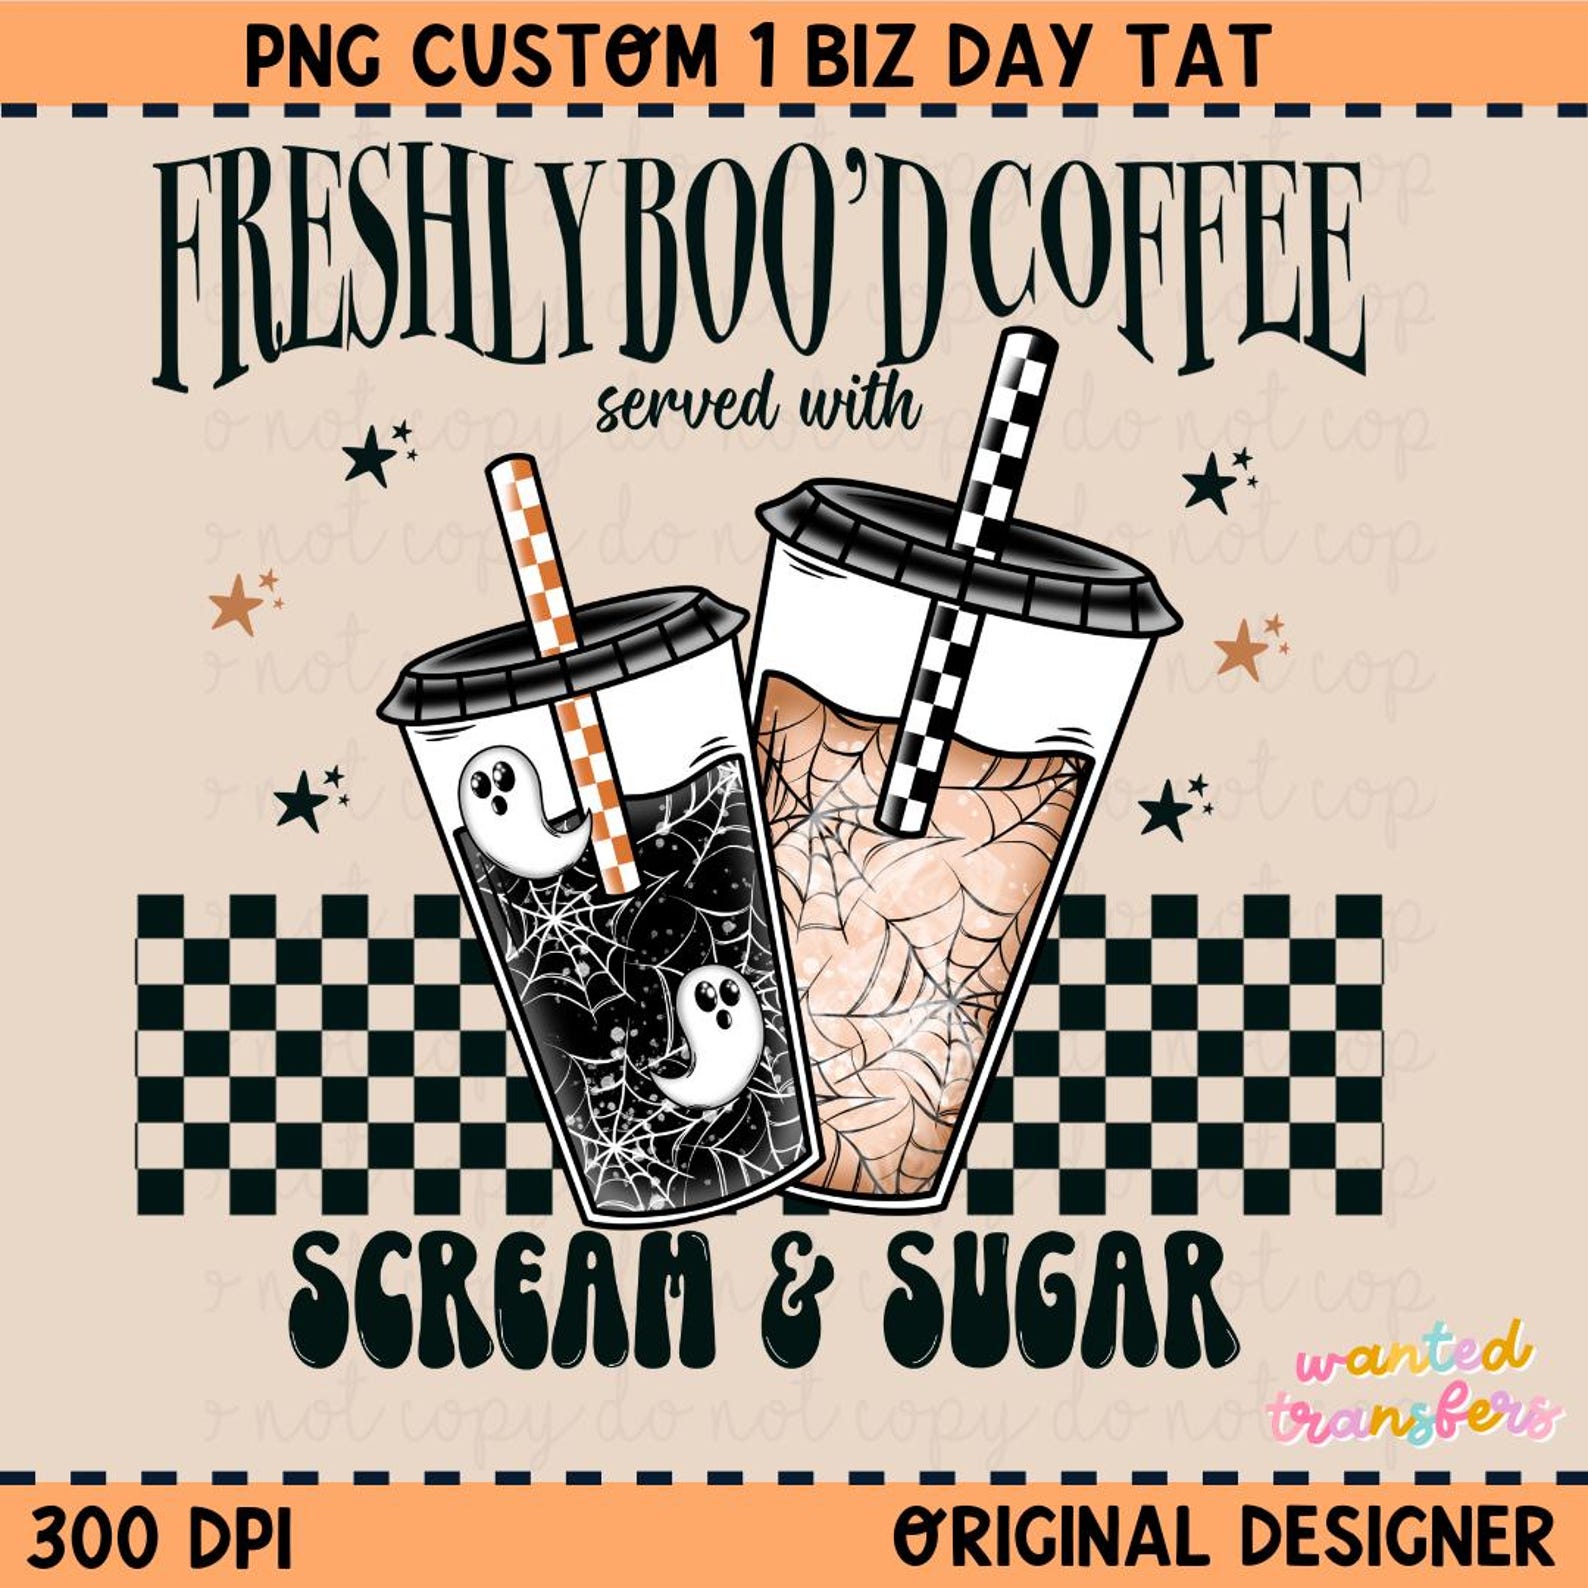 PNG CUSTOM 1 BIZ DAY TAT
FRESHLY BOO'D COFFEE
served with
SCREAM & SUGAR
wanted
transfers
300 DPI
ORIGINAL DESIGNER